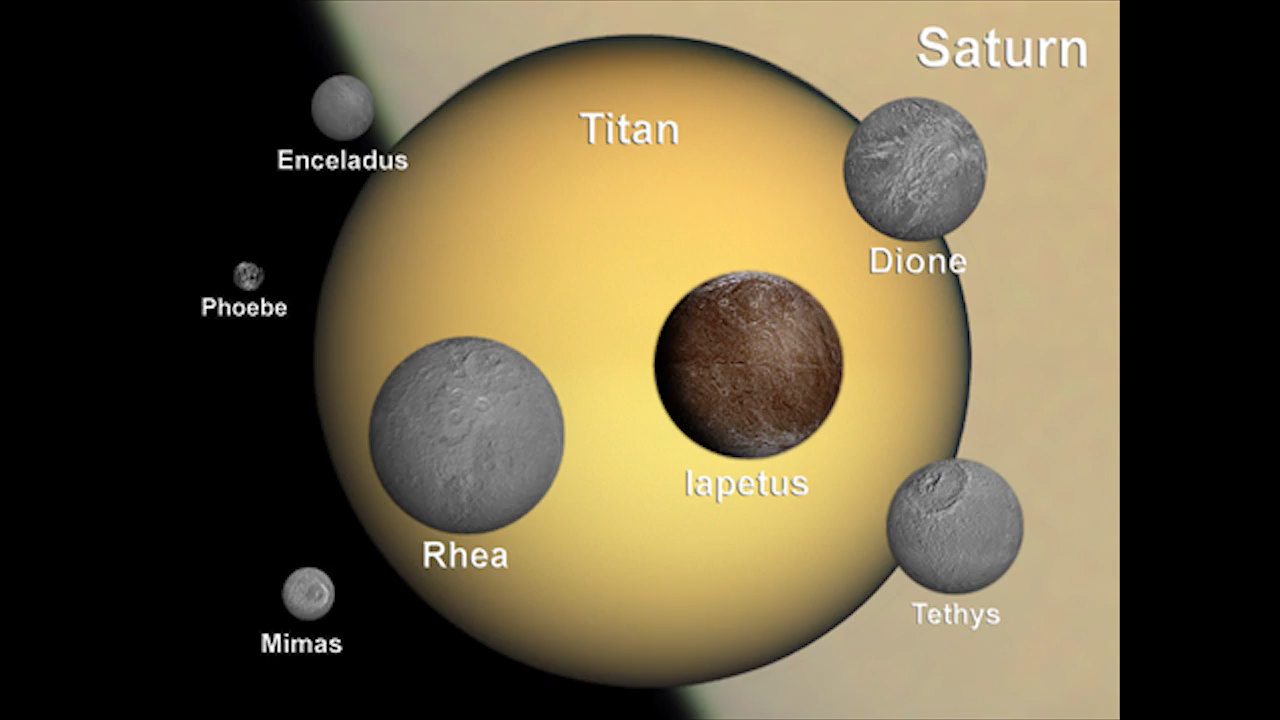 Saturn
Titan
Enceladus
Dione
Phoebe
Iapetus
Rhea
Tethys
Mimas